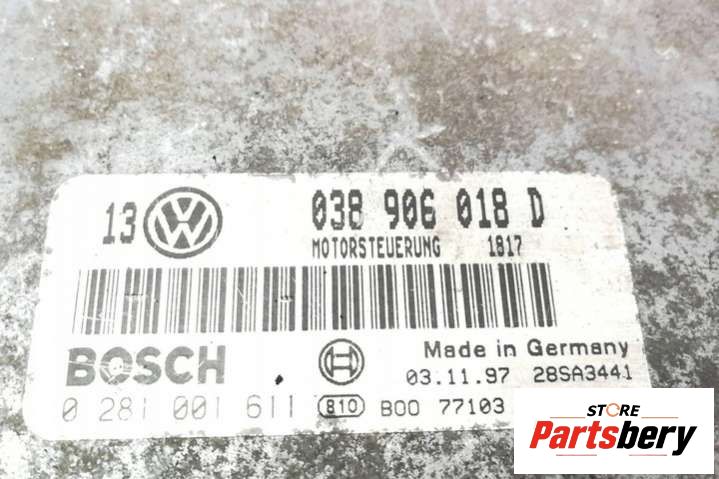 13 VW 038 906 018 D
MOTORSTEUERUNG 1817
BOSCH Made in Germany
03.11.97 28SA3441
0 281 001 611 810 B00 77103
STORE
Partsbery